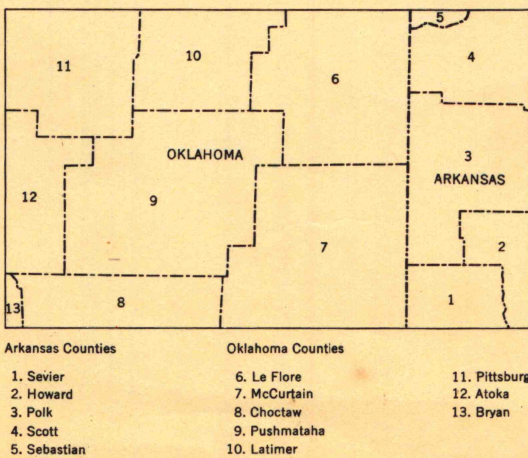 5
11
10
6
4
OKLAHOMA
3
ARKANSAS
12
9
7
2
13
8
1
Arkansas Counties
1. Sevier
2. Howard
3. Polk
4. Scott
5. Sebastian
Oklahoma Counties
6. Le Flore
7. McCurtain
8. Choctaw
9. Pushmataha
10. Latimer
11. Pittsburg
12. Atoka
13. Bryan